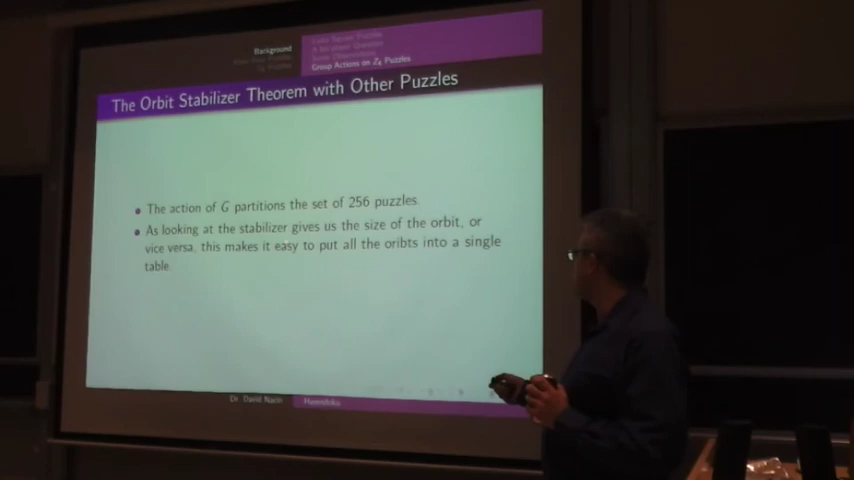 Background
Group Actions on Z₄ Puzzles
The Orbit Stabilizer Theorem with Other Puzzles
The action of G partitions the set of 256 puzzles.
As looking at the stabilizer gives us the size of the orbit, or
vice versa, this makes it easy to put all the oribts into a single
table.
Dr. David Nacin